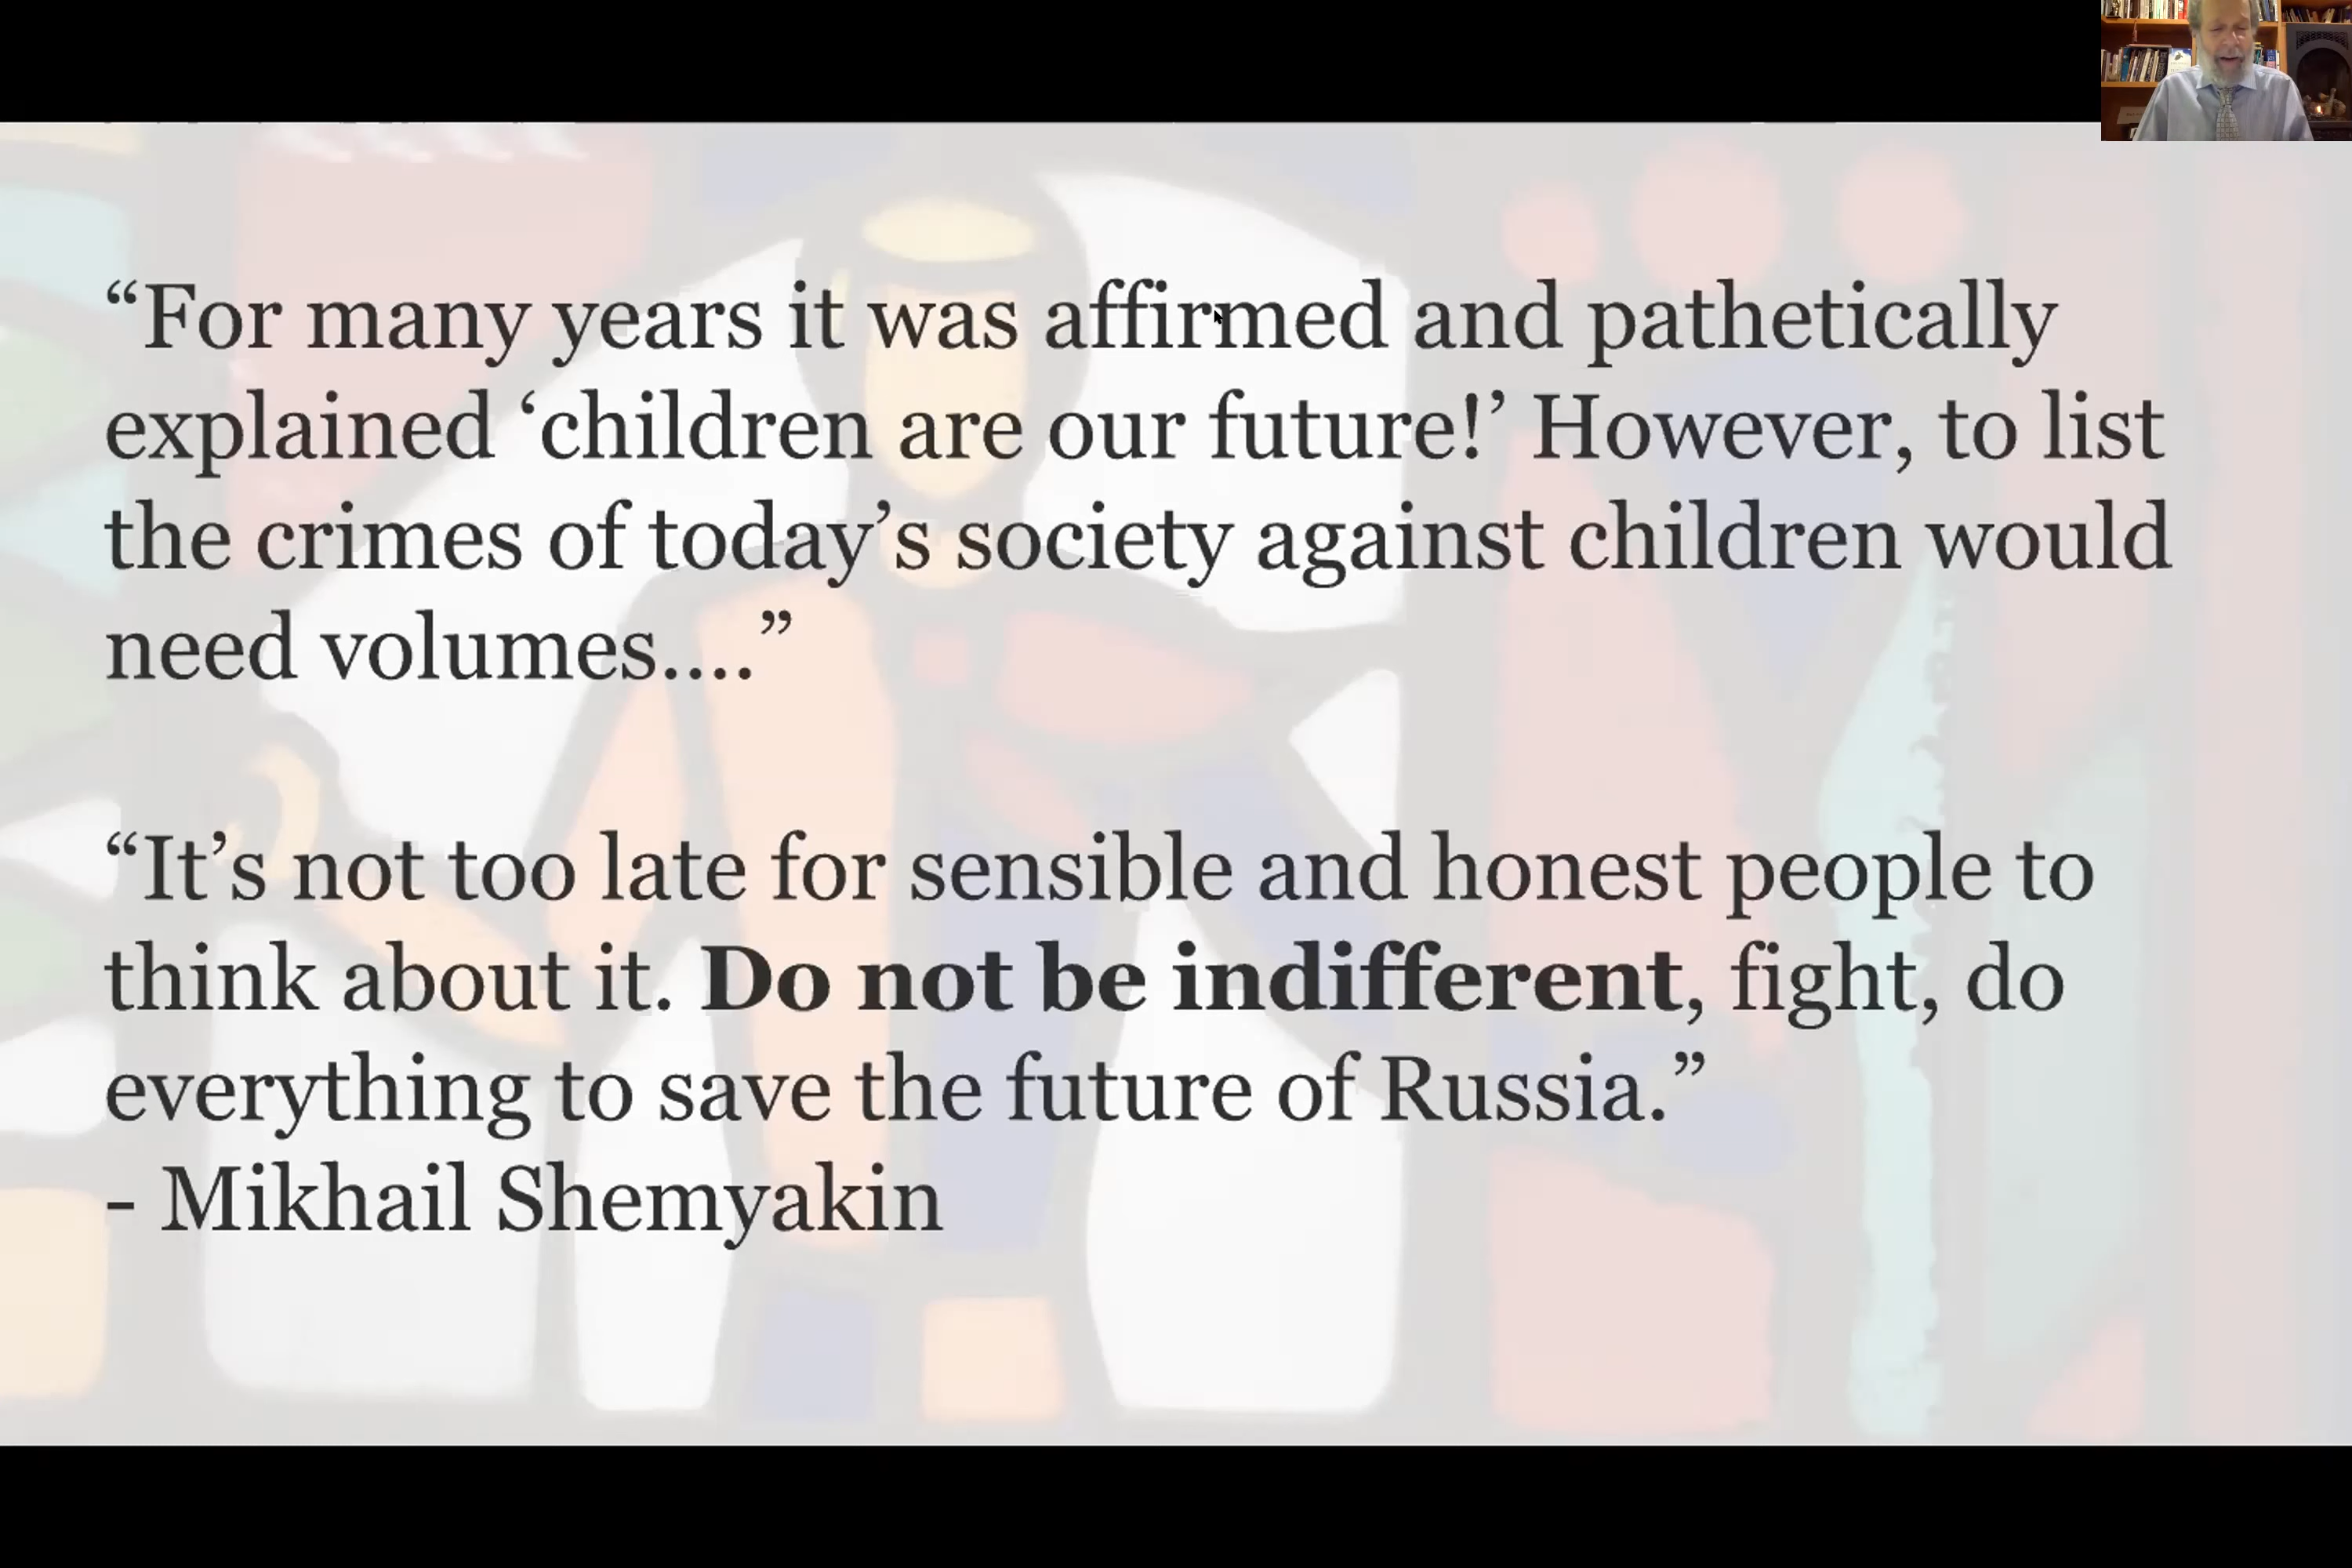 “For many years it was affirmed and pathetically
explained ‘children are our future!’ However, to list
the crimes of today’s society against children would
need volumes....”
“It’s not too late for sensible and honest people to
think about it. Do not be indifferent, fight, do
everything to save the future of Russia.”
- Mikhail Shemyakin